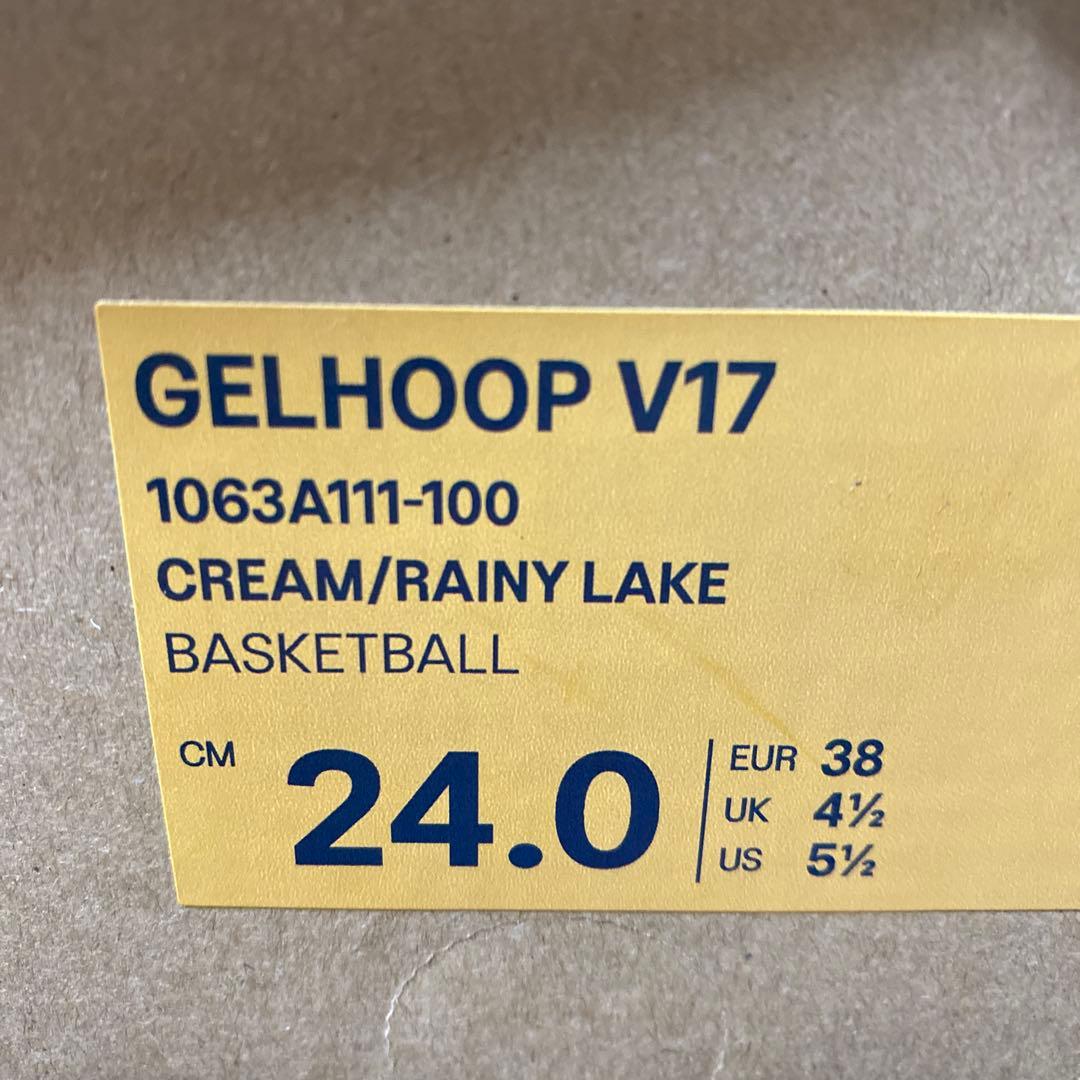 GELHOOP V17
1063A111-100
CREAM/RAINY LAKE
BASKETBALL
CM 24.0
EUR 38
UK 4½
US 5½